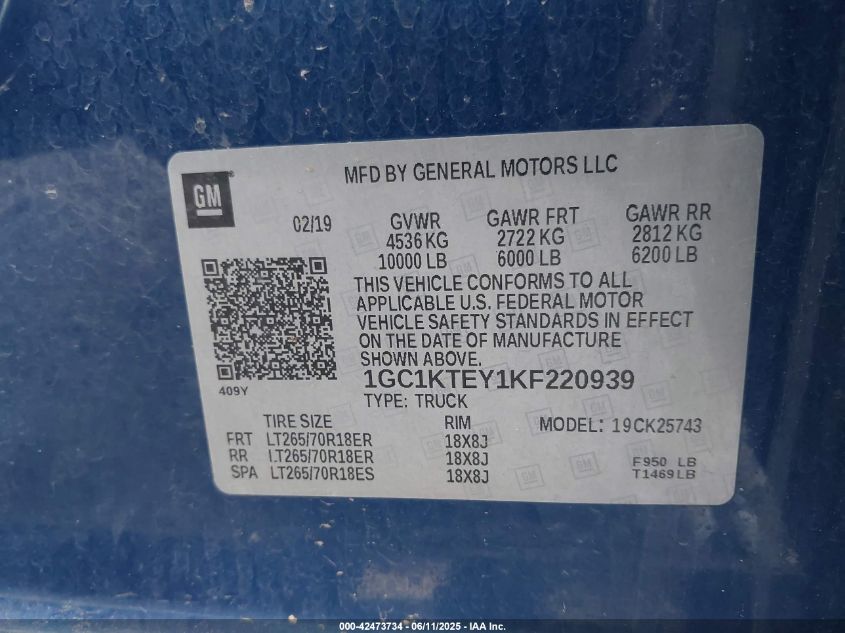 MFD BY GENERAL MOTORS LLC
GM
02/19
GVWR GAWR FRT GAWR RR
4536 KG 2722 KG 2812 KG
10000 LB 6000 LB 6200 LB
THIS VEHICLE CONFORMS TO ALL
APPLICABLE U.S. FEDERAL MOTOR
VEHICLE SAFETY STANDARDS IN EFFECT
ON THE DATE OF MANUFACTURE
SHOWN ABOVE.
409Y
1GC1KTEY1KF220939
TYPE: TRUCK
TIRE SIZE RIM MODEL: 19CK25743
FRT LT265/70R18ER 18X8J
RR LT265/70R18ER 18X8J
SPA LT265/70R18ES 18X8J
F950 LB
T1469LB
000-42473734 - 06/11/2025 - IAA Inc.